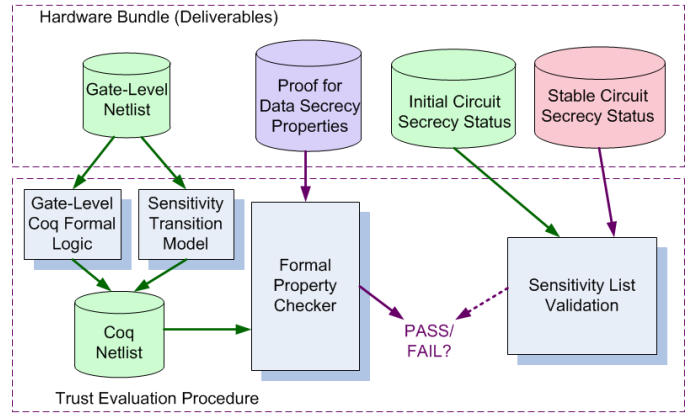 Hardware Bundle (Deliverables)
Gate-Level
Netlist
Proof for
Data Secrecy
Properties
Initial Circuit
Secrecy Status
Stable Circuit
Secrecy Status
Gate-Level
Coq Formal
Logic
Sensitivity
Transition
Model
Formal
Property
Checker
Sensitivity List
Validation
PASS/
FAIL?
Coq
Netlist
Trust Evaluation Procedure